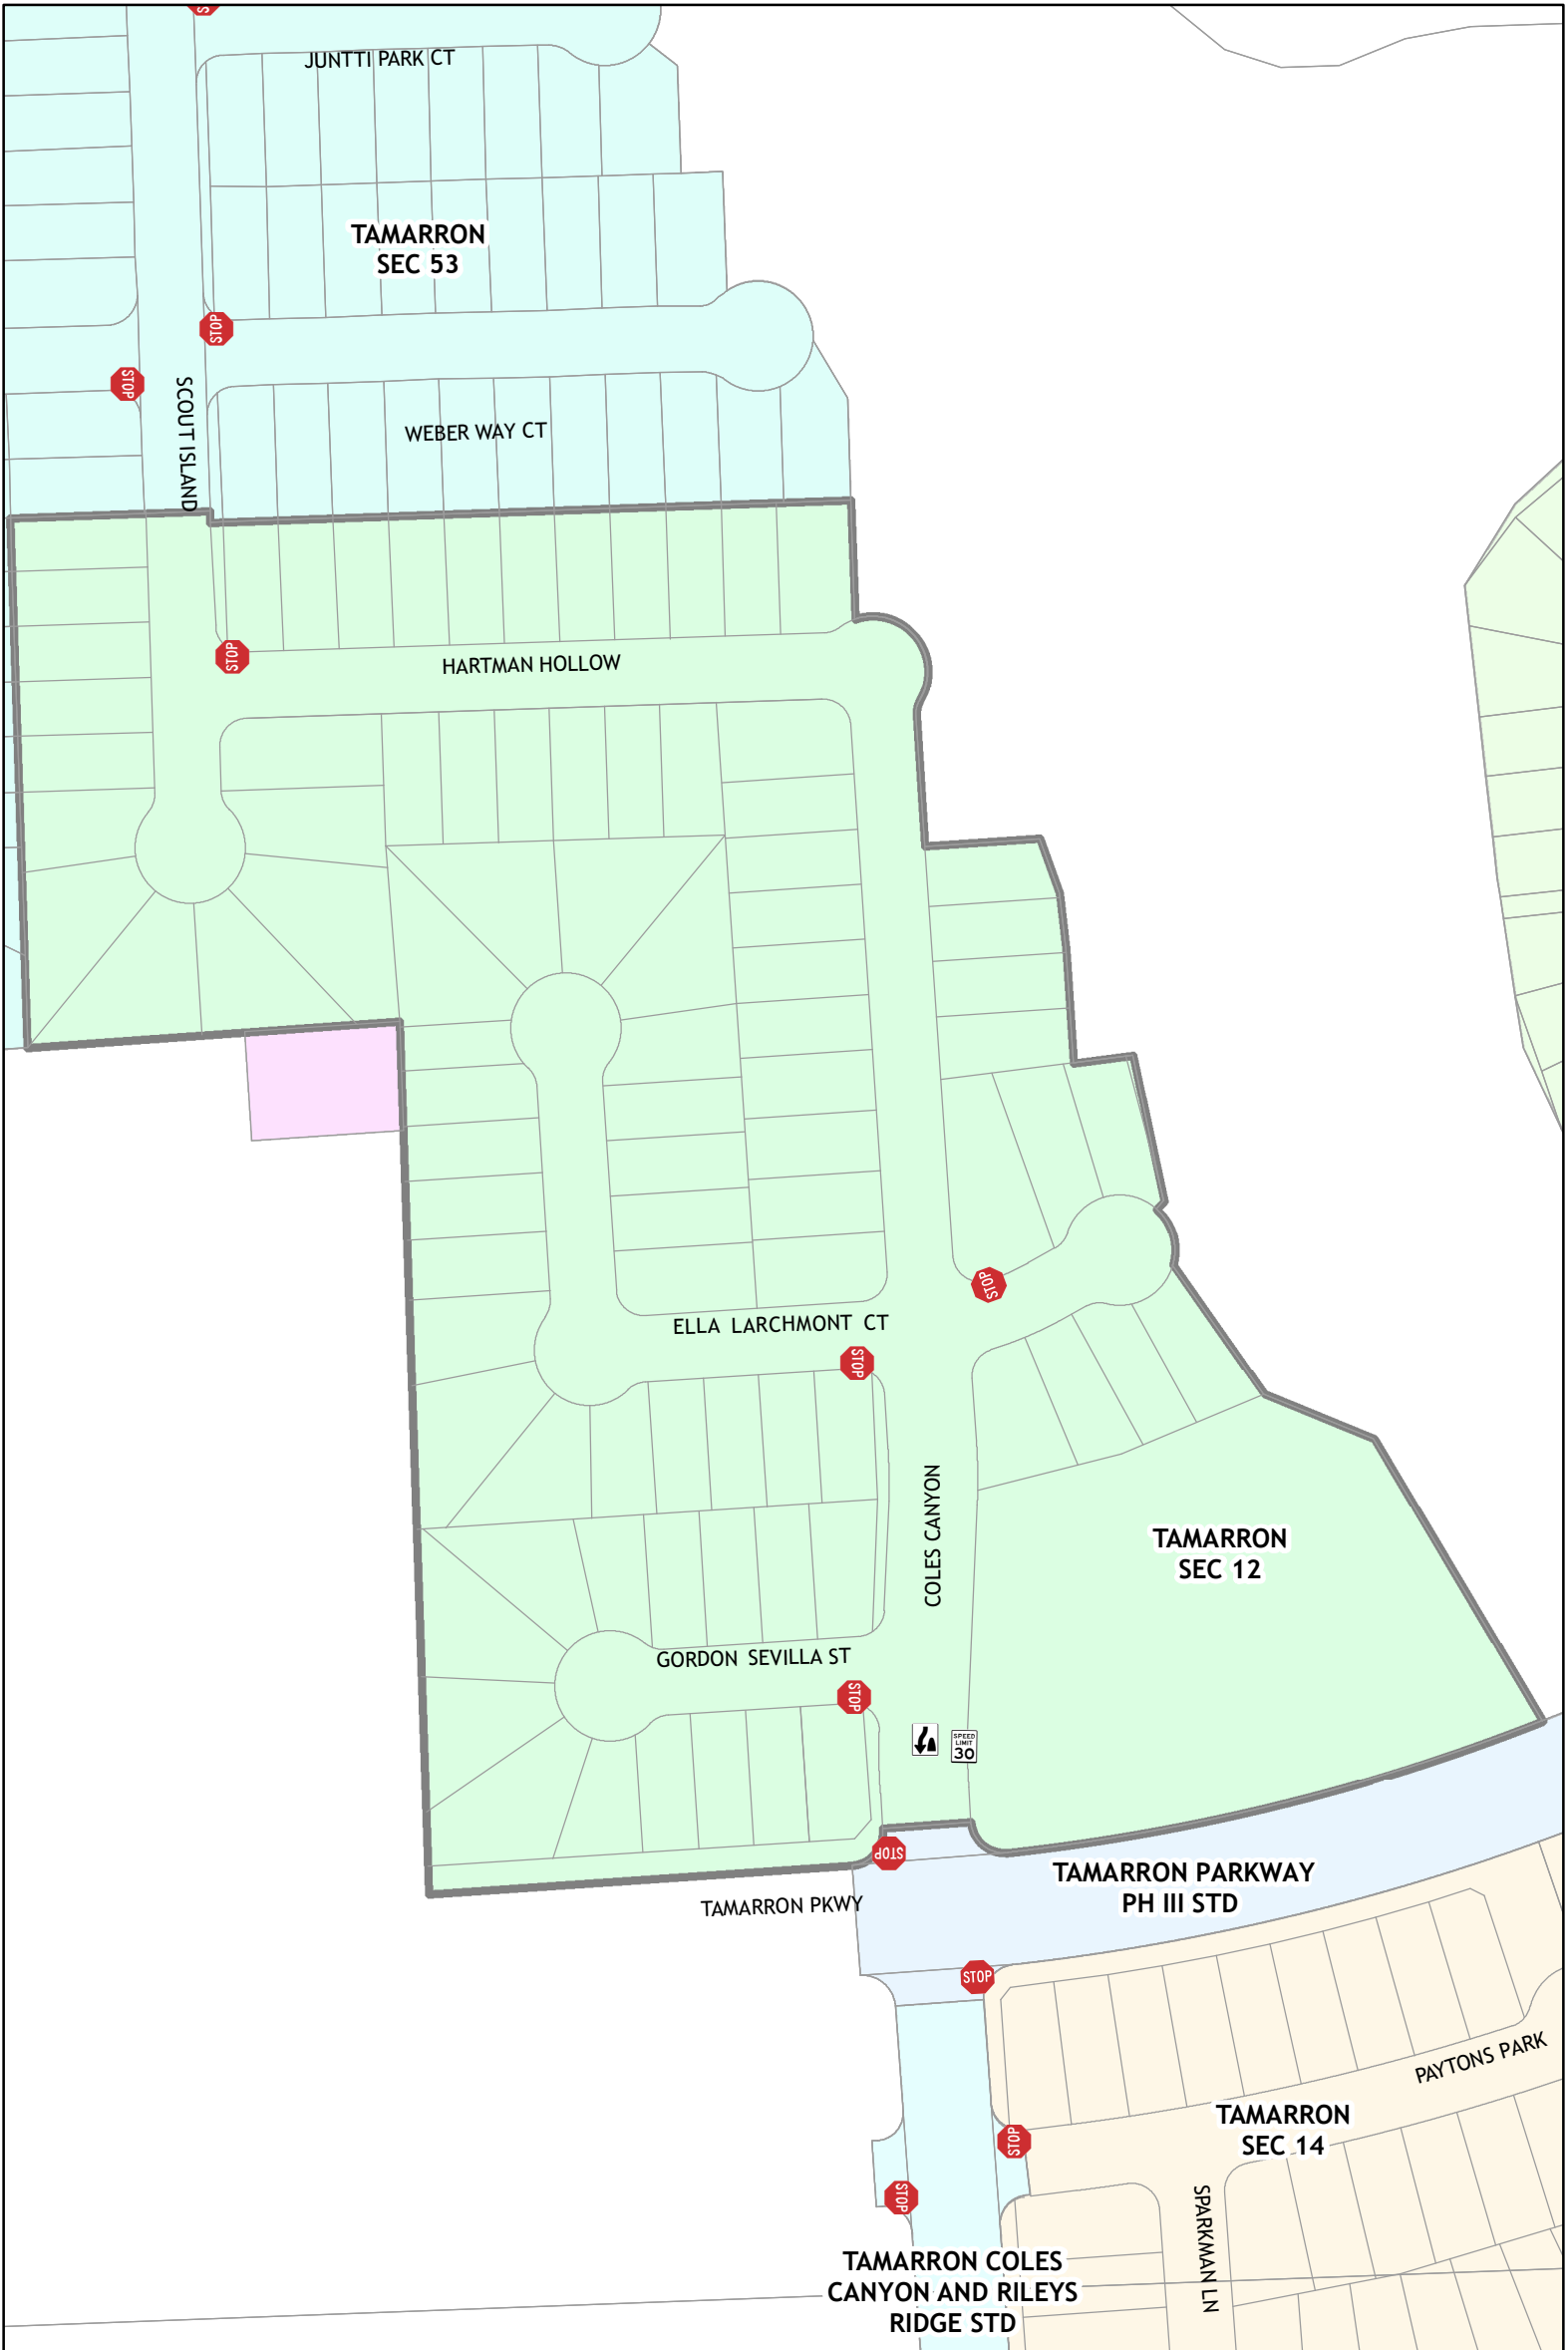 S
JUNTTI PARK CT
TAMARRON
SEC 53
STOP
STOP
SCOUT ISLAND
WEBER WAY CT
STOP
HARTMAN HOLLOW
STOP
ELLA LARCHMONT CT
STOP
COLES CANYON
TAMARRON
SEC 12
GORDON SEVILLA ST
STOP
SPEED
LIMIT
30
STOP
TAMARRON PARKWAY
PH III STD
TAMARRON PKWY
STOP
PAYTONS PARK
TAMARRON
SEC 14
STOP
STOP
SPARKMAN LN
TAMARRON COLES
CANYON AND RILEYS
RIDGE STD